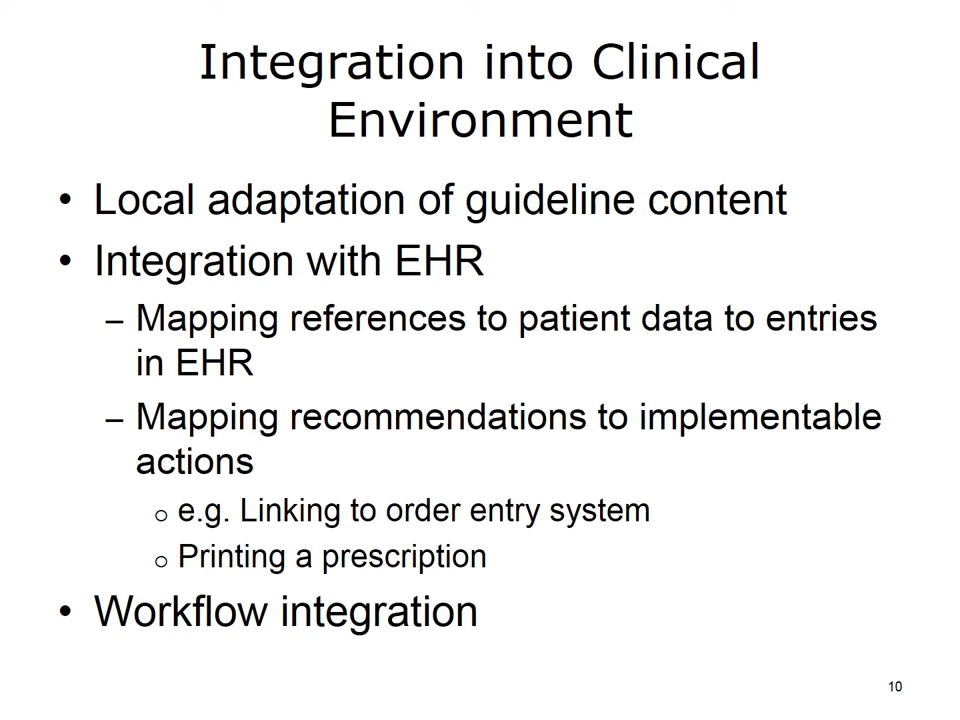 Integration into Clinical
Environment
• Local adaptation of guideline content
• Integration with EHR
– Mapping references to patient data to entries
in EHR
– Mapping recommendations to implementable
actions
o e.g. Linking to order entry system
o Printing a prescription
• Workflow integration
10